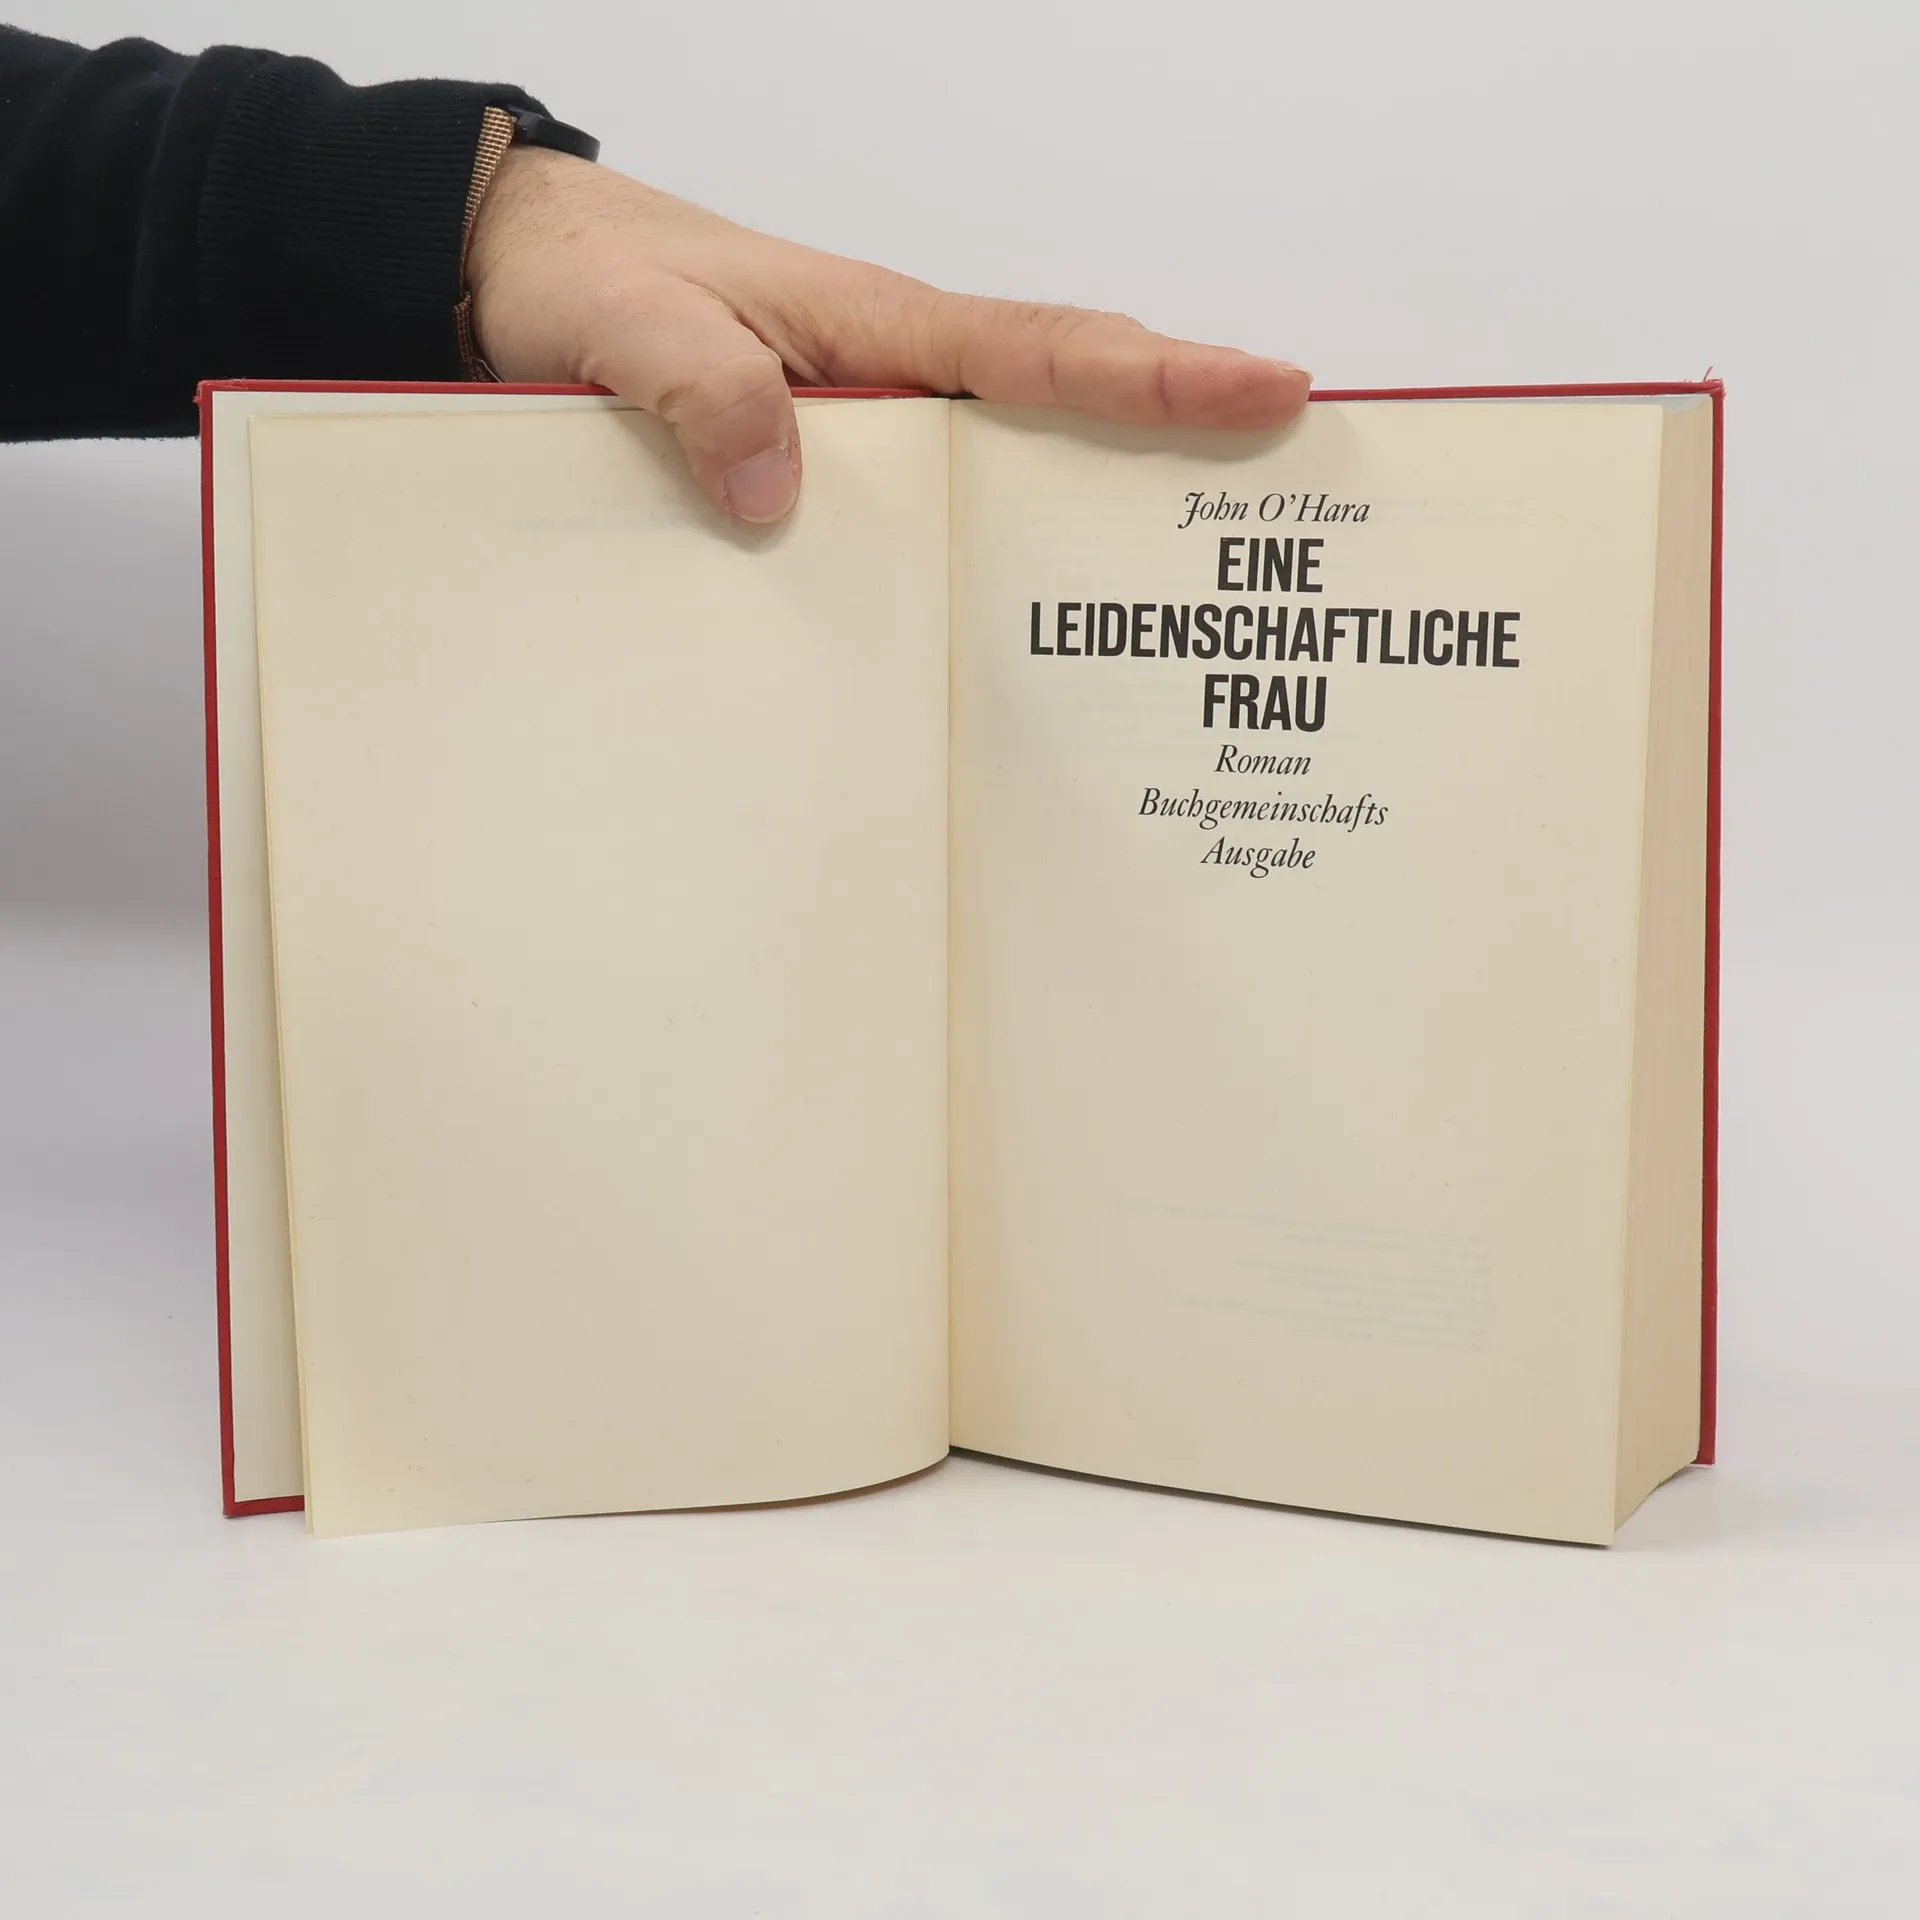 John O'Hara
EINE
LEIDENSCHAFTLICHE
FRAU
Roman
Buchgemeinschafts
Ausgabe